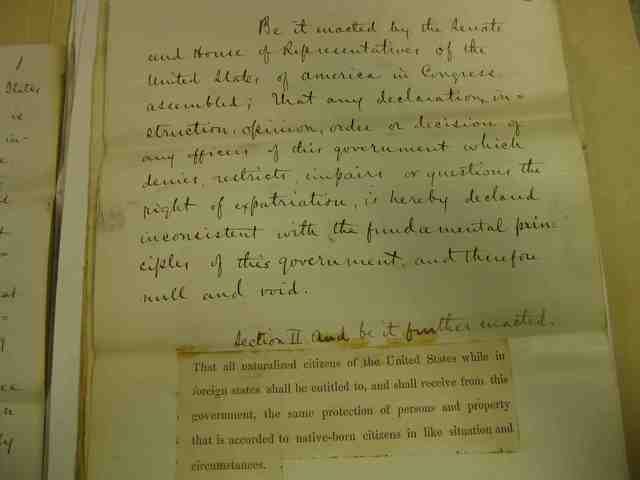 Be it enacted by the Senate
and House of Representatives of the
United States of america in Congress
assembled; That any declaration, in=
struction, opinion, order or decision of
any officers of this government which
denies, restricts, impairs or questions the
right of expatriation, is hereby declared
inconsistent with the fundamental prin=
ciples of this government, and therefore
null and void.
Section II And be it further enacted.
That all naturalized citizens of the United States while in
foreign states shall be entitled to, and shall receive from this
government, the same protection of persons and property
that is accorded to native-born citizens in like situation and
circumstances.
1
States
in-
at